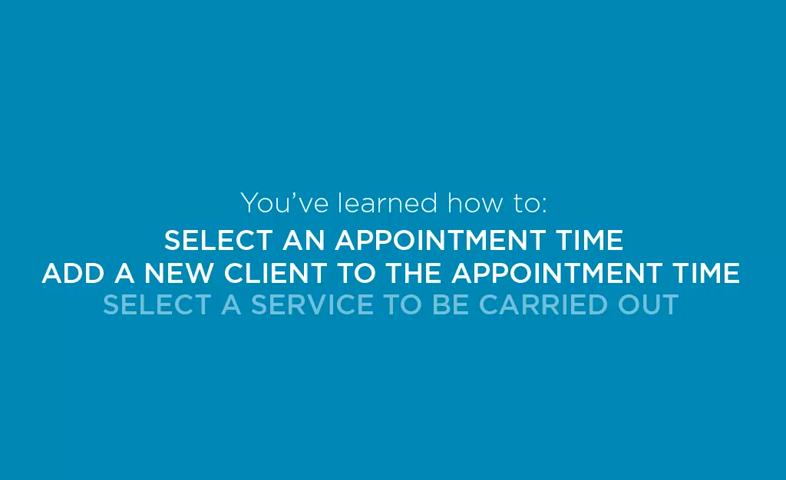 You’ve learned how to:
SELECT AN APPOINTMENT TIME
ADD A NEW CLIENT TO THE APPOINTMENT TIME
SELECT A SERVICE TO BE CARRIED OUT